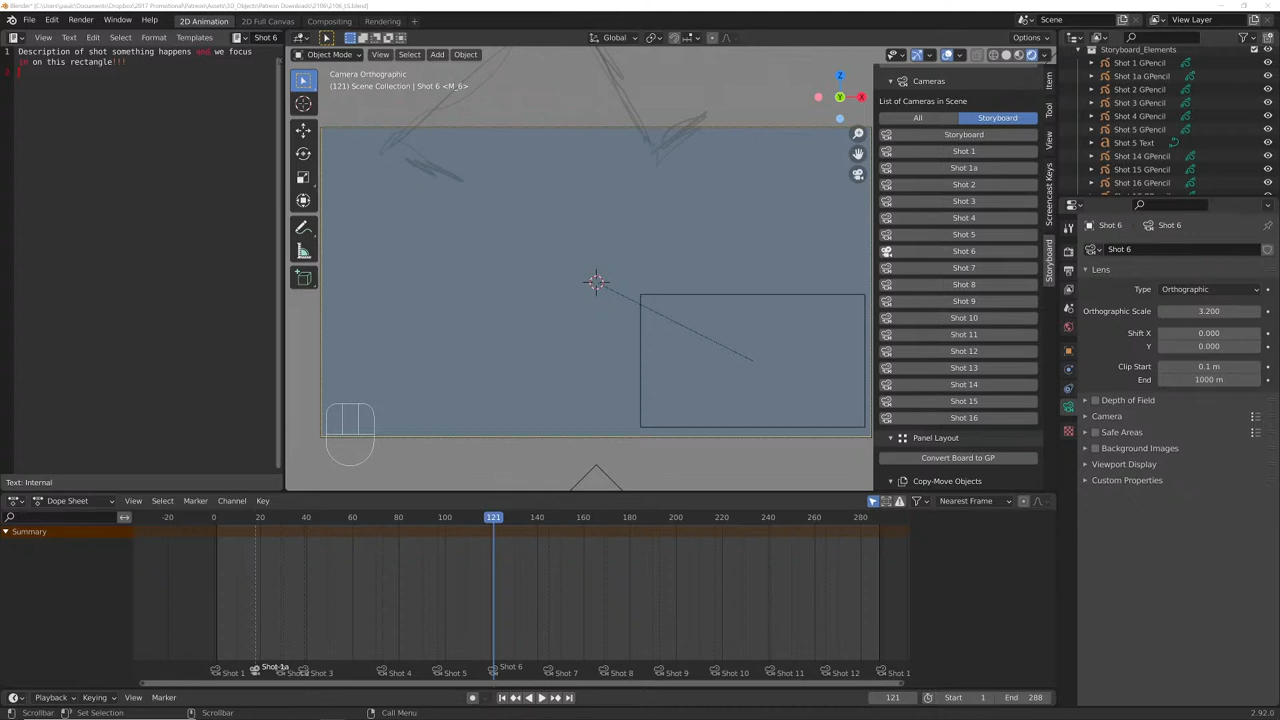 Blender* [C:\Users\paulc\Documents\Dropbox\2017 Promotional\Patreon\Assets\3D_Objects\Patreon Downloads\2106\2106_LS.blend]
File Edit Render Window Help 2D Animation 2D Full Canvas Compositing Rendering Scene View Layer
View Text Edit Select Format Templates Shot 6 Global Options
1 Description of shot something happens and we focus
in on this rectangle!!!
2
Object Mode View Select Add Object
Camera Orthographic
(121) Scene Collection | Shot 6 <M_6>
Z
Y X
Cameras
List of Cameras in Scene
All Storyboard
Storyboard
Shot 1
Shot 1a
Shot 2
Shot 3
Shot 4
Shot 5
Shot 6
Shot 7
Shot 8
Shot 9
Shot 10
Shot 11
Shot 12
Shot 13
Shot 14
Shot 15
Shot 16
Panel Layout
Convert Board to GP
Copy-Move Objects
Item
Tool
View
Screencast Keys
Storyboard
Storyboard_Elements
Shot 1 GPencil
Shot 1a GPencil
Shot 2 GPencil
Shot 3 GPencil
Shot 4 GPencil
Shot 5 GPencil
Shot 5 Text
Shot 14 GPencil
Shot 15 GPencil
Shot 16 GPencil
Shot 6 Shot 6
Shot 6
Lens
Type Orthographic
Orthographic Scale 3.200
Shift X 0.000
Y 0.000
Clip Start 0.1 m
End 1000 m
Depth of Field
Camera
Safe Areas
Background Images
Viewport Display
Custom Properties
Text: Internal
Dope Sheet View Select Marker Channel Key Nearest Frame
-20 0 20 40 60 80 100 121 140 160 180 200 220 240 260 280
Summary
Shot 1 Shot 1a Shot 3 Shot 4 Shot 5 Shot 6 Shot 7 Shot 8 Shot 9 Shot 10 Shot 11 Shot 12 Shot 1
Playback Keying View Marker 121 Start 1 End 288
Scrollbar Set Selection Scrollbar Call Menu 2.92.0